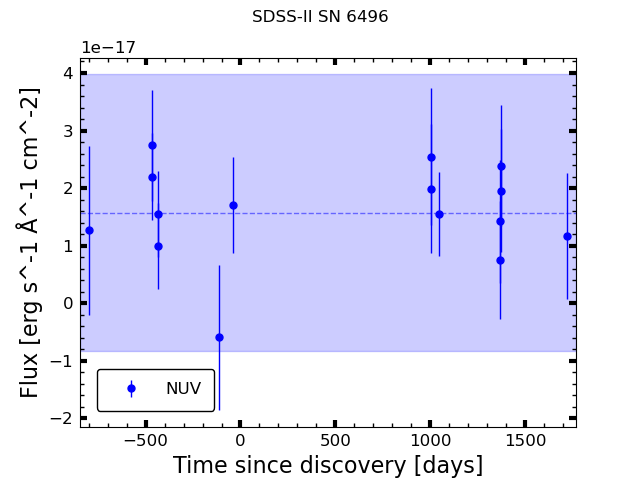 SDSS-II SN 6496
1e−17
4
3
2
1
0
−1
−2
Flux [erg s^-1 Å^-1 cm^-2]
NUV
−500 0 500 1000 1500
Time since discovery [days]